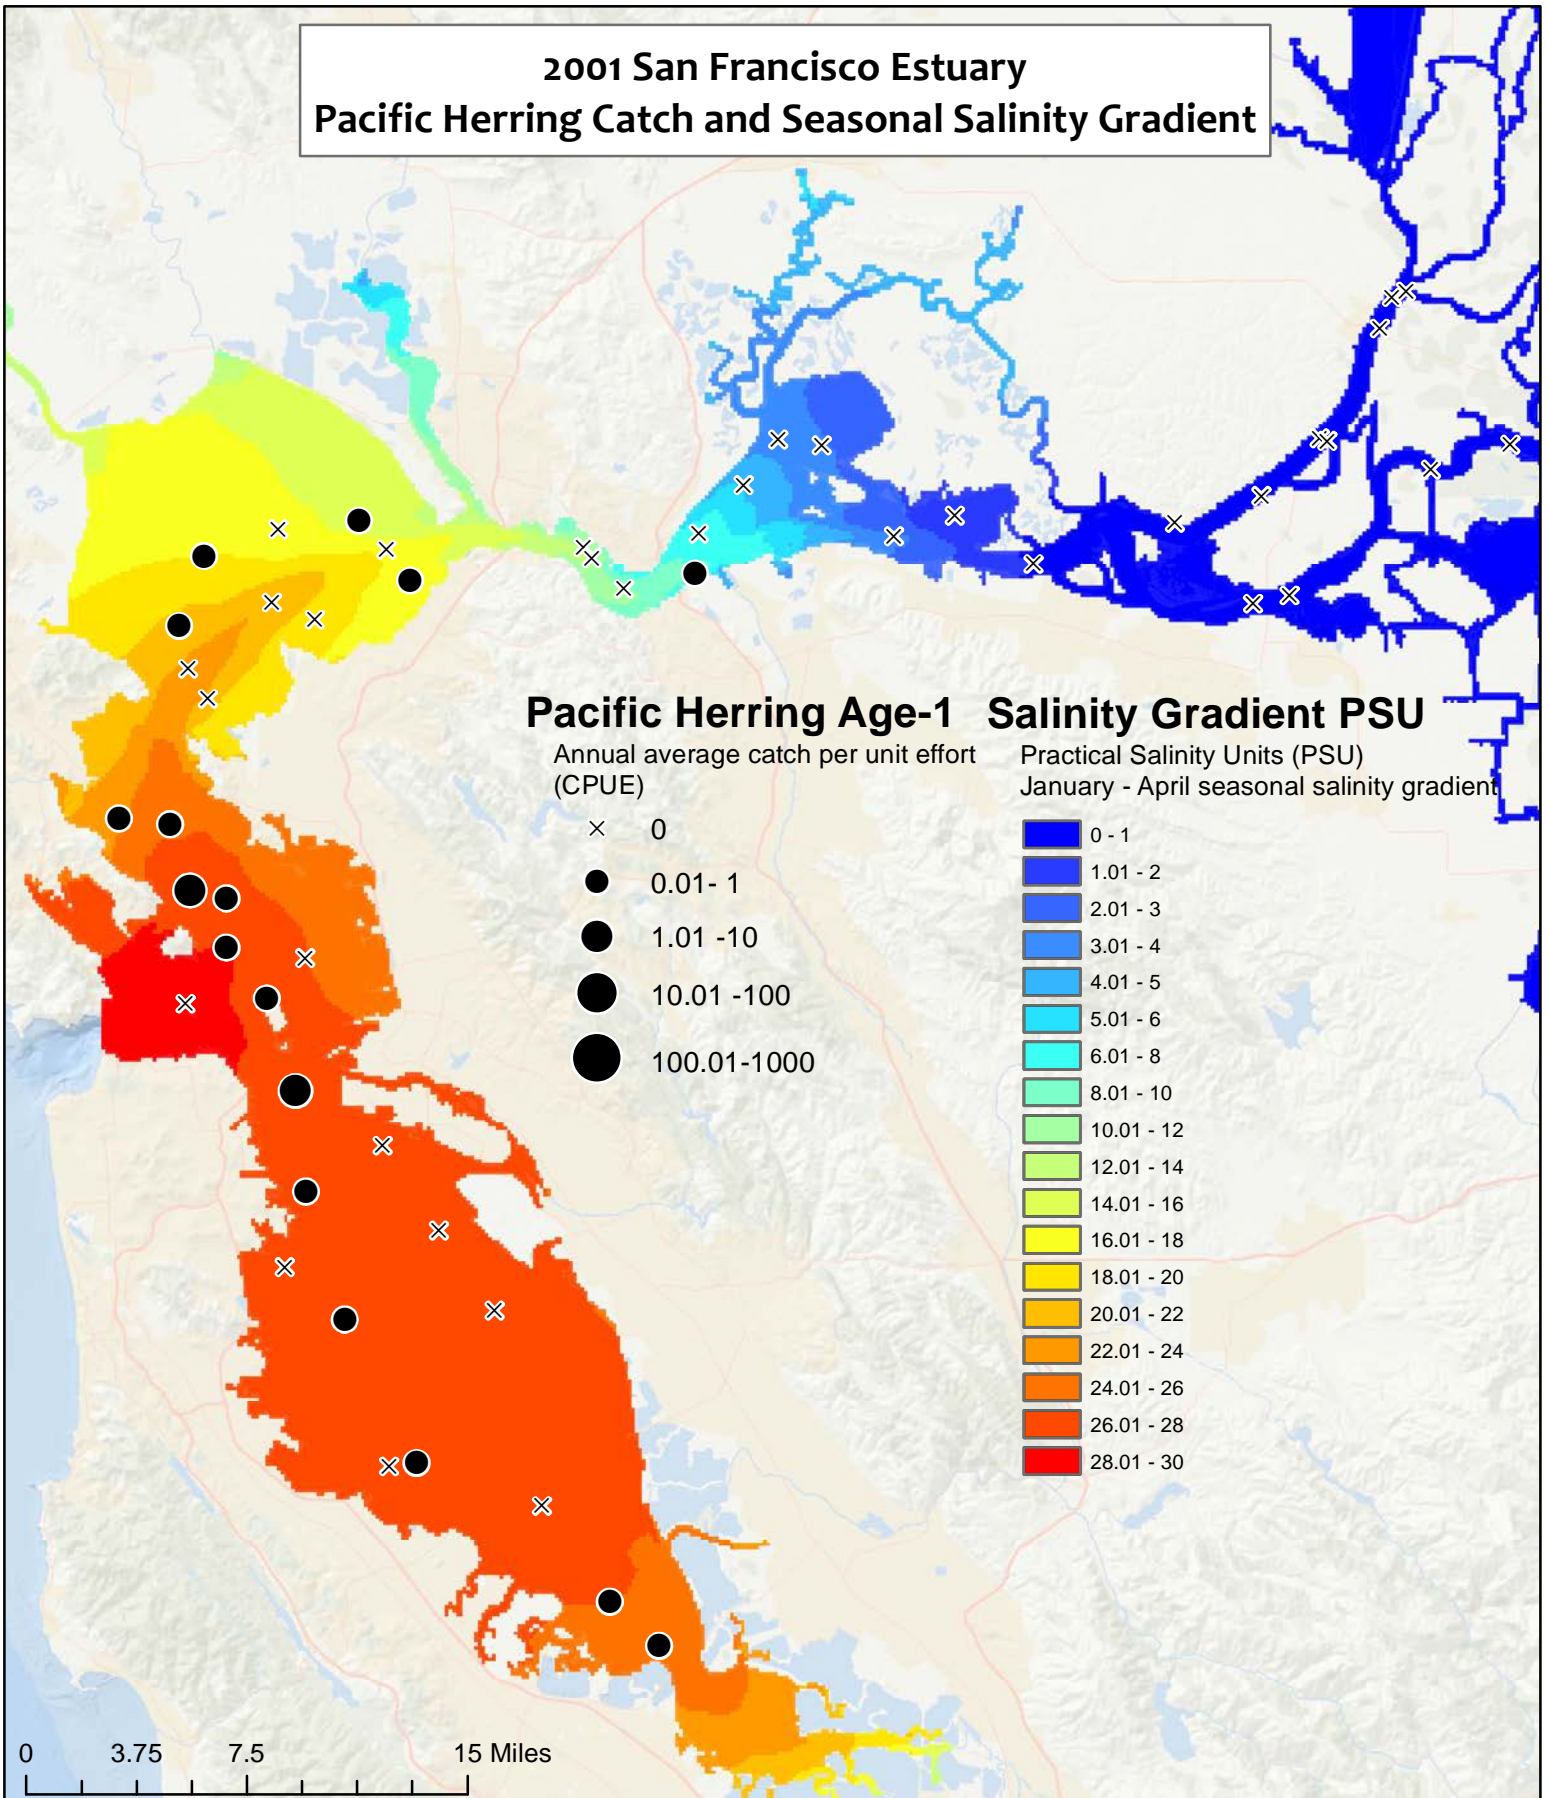 2001 San Francisco Estuary
Pacific Herring Catch and Seasonal Salinity Gradient
Pacific Herring Age-1
Annual average catch per unit effort
(CPUE)
0
0.01- 1
1.01 -10
10.01 -100
100.01-1000
Salinity Gradient PSU
Practical Salinity Units (PSU)
January - April seasonal salinity gradient
0 - 1
1.01 - 2
2.01 - 3
3.01 - 4
4.01 - 5
5.01 - 6
6.01 - 8
8.01 - 10
10.01 - 12
12.01 - 14
14.01 - 16
16.01 - 18
18.01 - 20
20.01 - 22
22.01 - 24
24.01 - 26
26.01 - 28
28.01 - 30
0 3.75 7.5 15 Miles